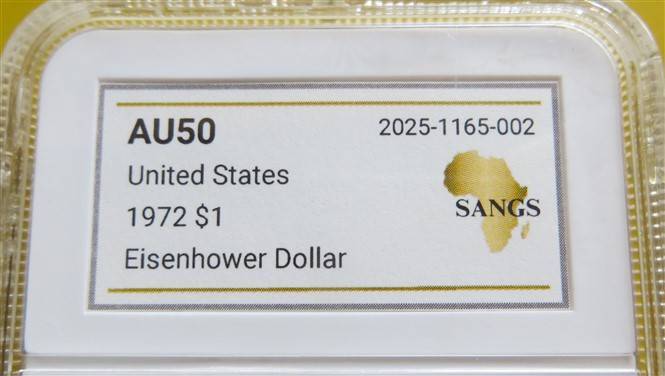 AU50
2025-1165-002
United States
1972 $1
SANGS
Eisenhower Dollar